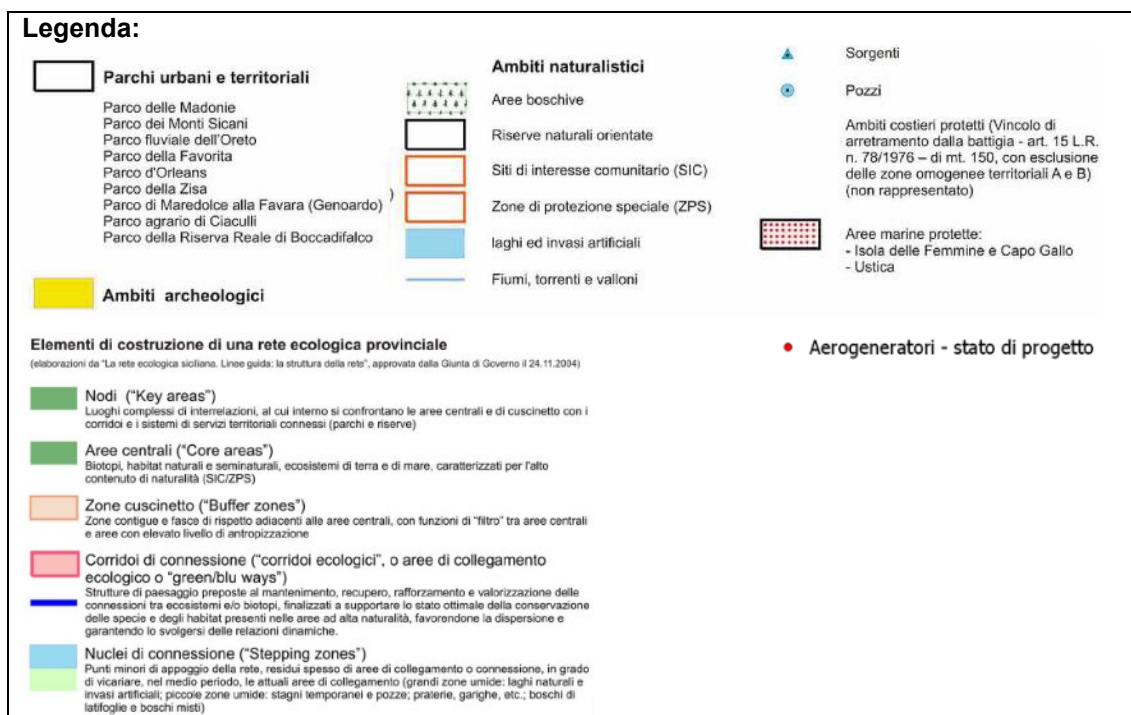 Legenda:
Parchi urbani e territoriali
Parco delle Madonie
Parco dei Monti Sicani
Parco fluviale dell'Oreto
Parco della Favorita
Parco d'Orleans
Parco della Zisa
Parco di Maredolce alla Favara (Genoardo)
Parco agrario di Ciaculli
Parco della Riserva Reale di Boccadifalco
)
Ambiti archeologici
Ambiti naturalistici
Aree boschive
Riserve naturali orientate
Siti di interesse comunitario (SIC)
Zone di protezione speciale (ZPS)
laghi ed invasi artificiali
Fiumi, torrenti e valloni
Sorgenti
Pozzi
Ambiti costieri protetti (Vincolo di
arretramento dalla battigia - art. 15 L.R.
n. 78/1976 – di mt. 150, con esclusione
delle zone omogenee territoriali A e B)
(non rappresentato)
Aree marine protette:
- Isola delle Femmine e Capo Gallo
- Ustica
Elementi di costruzione di una rete ecologica provinciale
(elaborazioni da "La rete ecologica siciliana. Linee guida: la struttura della rete", approvata dalla Giunta di Governo il 24.11.2004)
Nodi ("Key areas")
Luoghi complessi di interrelazioni, al cui interno si confrontano le aree centrali e di cuscinetto con i
corridoi e i sistemi di servizi territoriali connessi (parchi e riserve)
Aree centrali ("Core areas")
Biotopi, habitat naturali e seminaturali, ecosistemi di terra e di mare, caratterizzati per l'alto
contenuto di naturalità (SIC/ZPS)
Zone cuscinetto ("Buffer zones")
Zone contigue e fasce di rispetto adiacenti alle aree centrali, con funzioni di "filtro" tra aree centrali
e aree con elevato livello di antropizzazione
Corridoi di connessione ("corridoi ecologici", o aree di collegamento
ecologico o "green/blu ways")
Strutture di paesaggio preposte al mantenimento, recupero, rafforzamento e valorizzazione delle
connessioni tra ecosistemi e/o biotopi, finalizzati a supportare lo stato ottimale della conservazione
delle specie e degli habitat presenti nelle aree ad alta naturalità, favorendone la dispersione e
garantendo lo svolgersi delle relazioni dinamiche.
Nuclei di connessione ("Stepping zones")
Punti minori di appoggio della rete, residui spesso di aree di collegamento o connessione, in grado
di vicariare, nel medio periodo, le attuali aree di collegamento (grandi zone umide: laghi naturali e
invasi artificiali; piccole zone umide: stagni temporanei e pozze; praterie, garighe, etc.; boschi di
latifoglie e boschi misti)
Aerogeneratori - stato di progetto